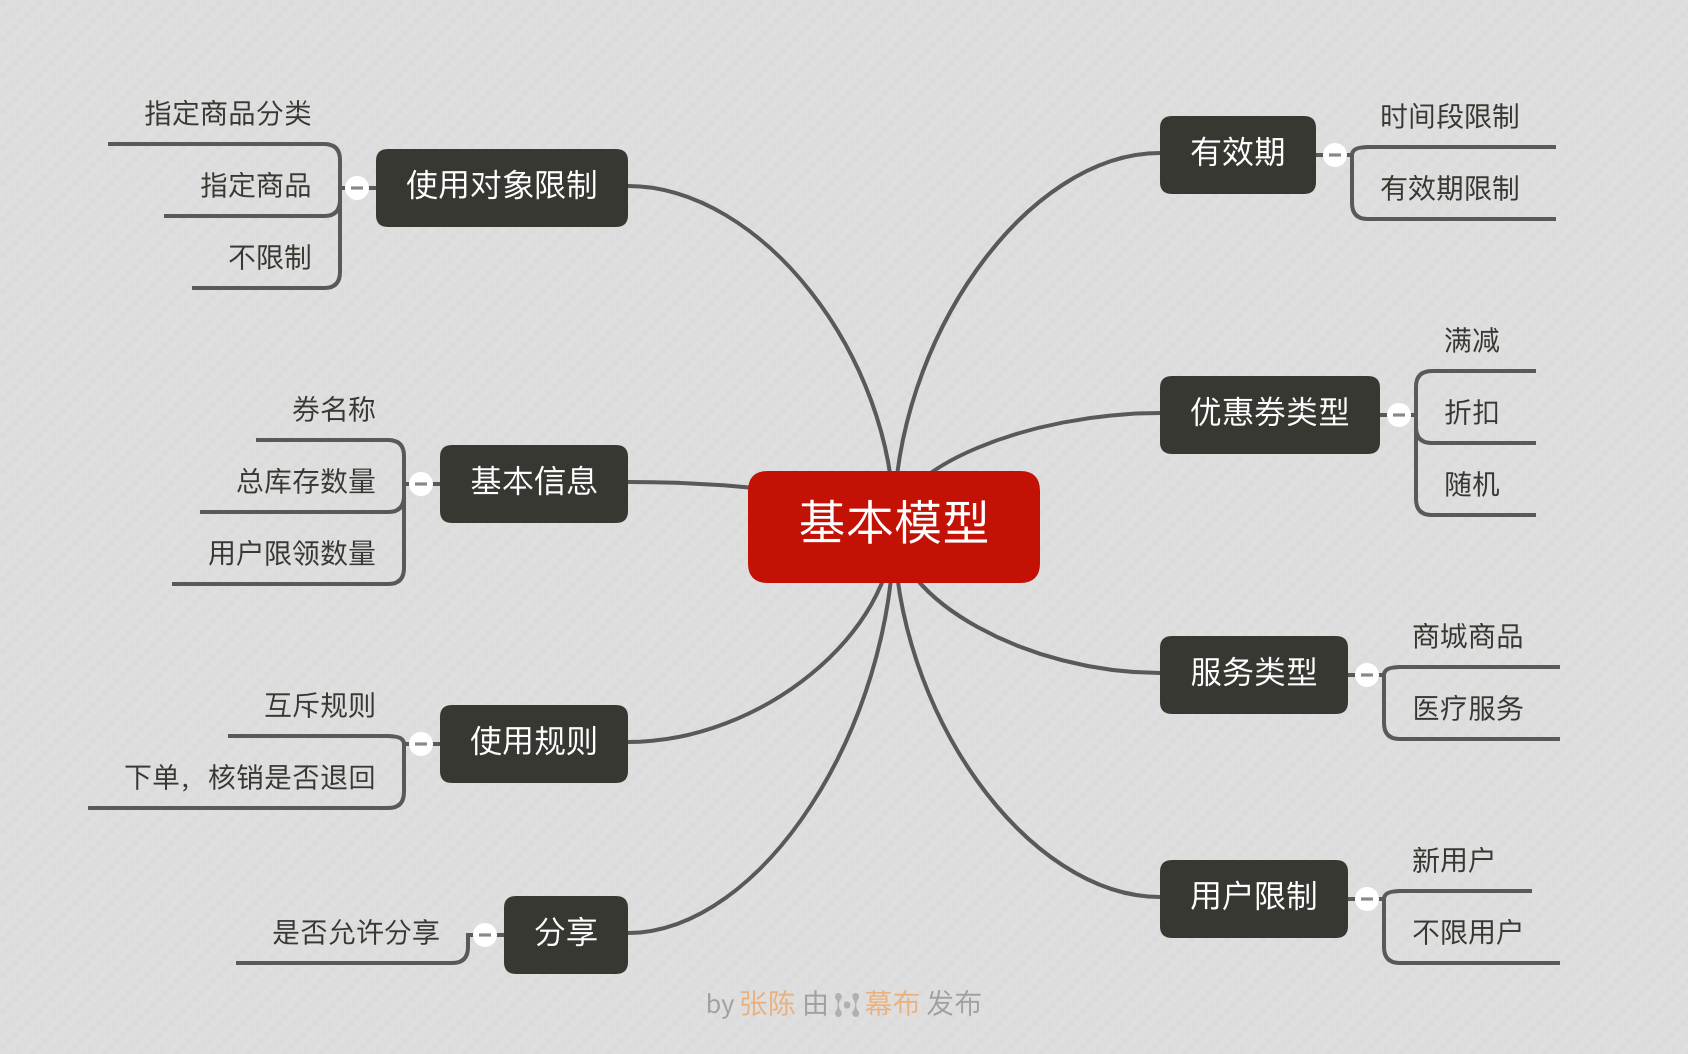 基本模型
有效期
时间段限制
有效期限制
优惠券类型
满减
折扣
随机
服务类型
商城商品
医疗服务
用户限制
新用户
不限用户
使用对象限制
指定商品分类
指定商品
不限制
基本信息
券名称
总库存数量
用户限领数量
使用规则
互斥规则
下单，核销是否退回
分享
是否允许分享
by 张陈 由 幕布 发布